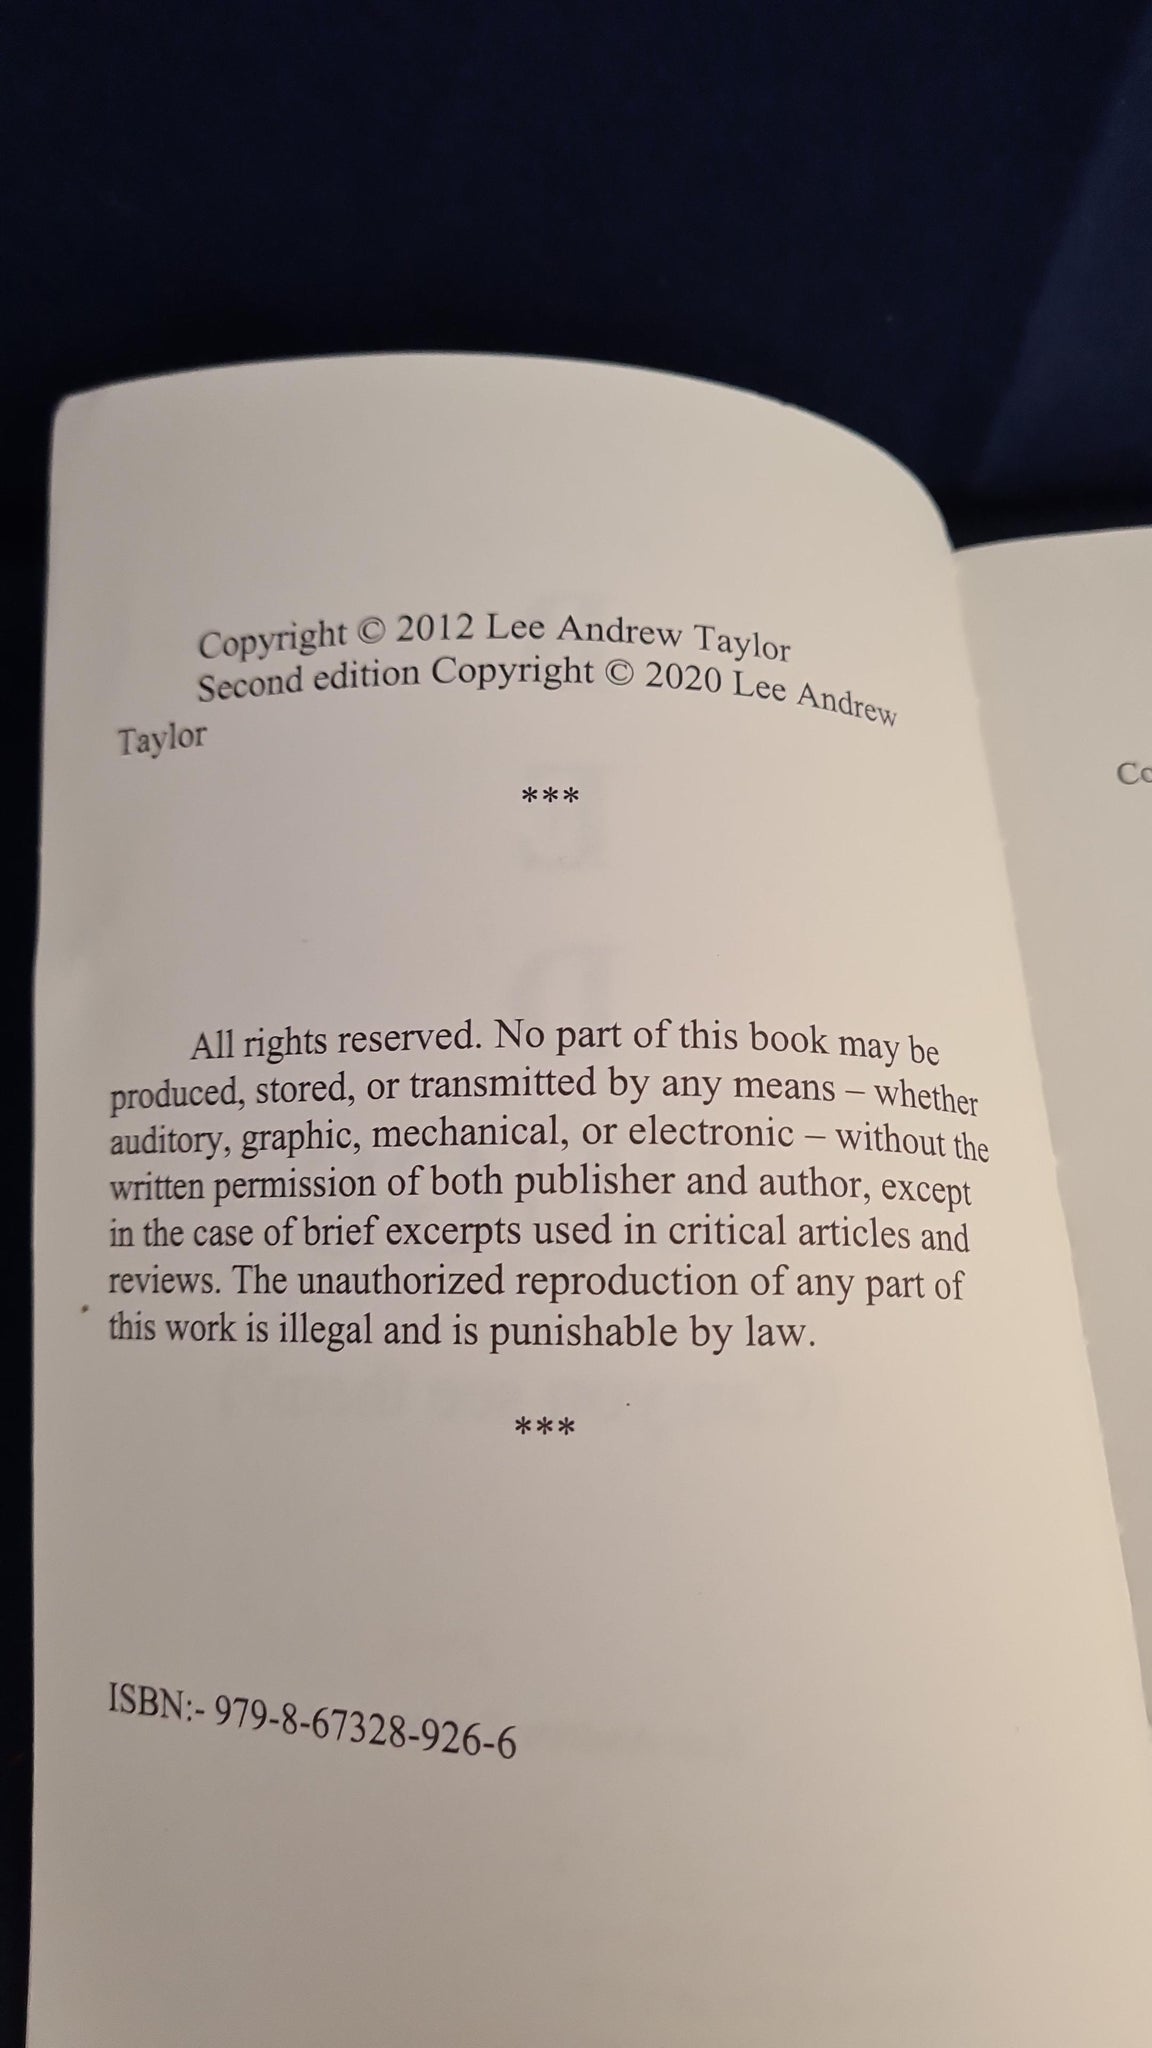 Copyright © 2012 Lee Andrew Taylor
Second edition Copyright © 2020 Lee Andrew
Taylor
***
All rights reserved. No part of this book may be
produced, stored, or transmitted by any means – whether
auditory, graphic, mechanical, or electronic – without the
written permission of both publisher and author, except
in the case of brief excerpts used in critical articles and
reviews. The unauthorized reproduction of any part of
this work is illegal and is punishable by law.
***
ISBN:- 979-8-67328-926-6
Co